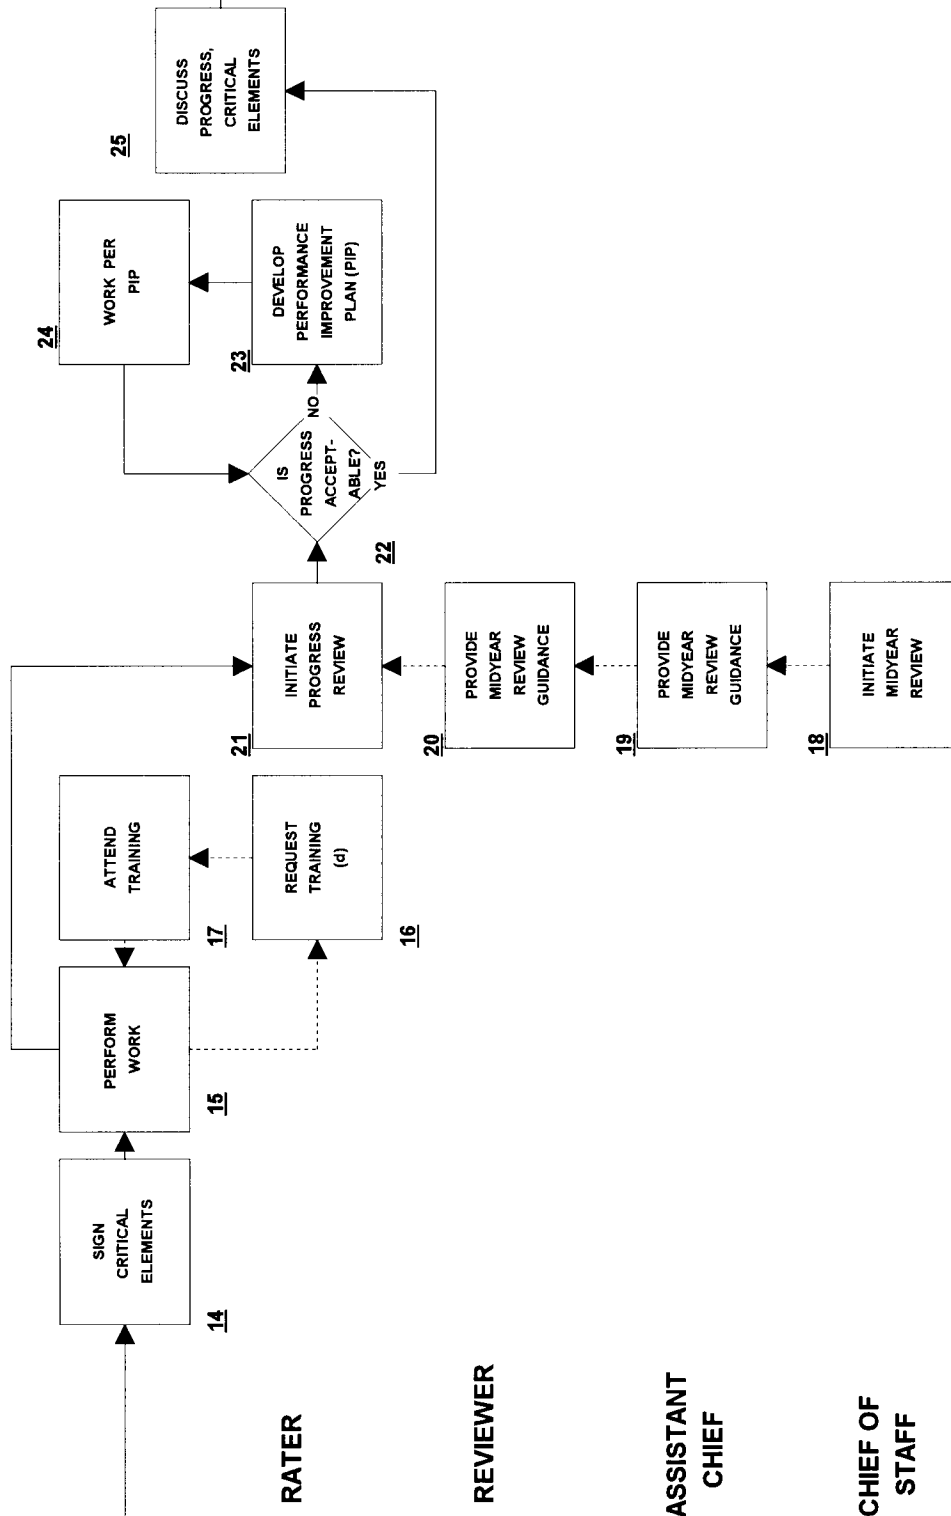 14
SIGN
CRITICAL
ELEMENTS
15
PERFORM
WORK
16
REQUEST
TRAINING
(d)
17
ATTEND
TRAINING
18
INITIATE
MIDYEAR
REVIEW
19
PROVIDE
MIDYEAR
REVIEW
GUIDANCE
20
PROVIDE
MIDYEAR
REVIEW
GUIDANCE
21
INITIATE
PROGRESS
REVIEW
22
IS
PROGRESS
ACCEPT-
ABLE?
NO
YES
23
DEVELOP
PERFORMANCE
IMPROVEMENT
PLAN (PIP)
24
WORK PER
PIP
25
DISCUSS
PROGRESS,
CRITICAL
ELEMENTS
RATER
REVIEWER
ASSISTANT
CHIEF
CHIEF OF
STAFF